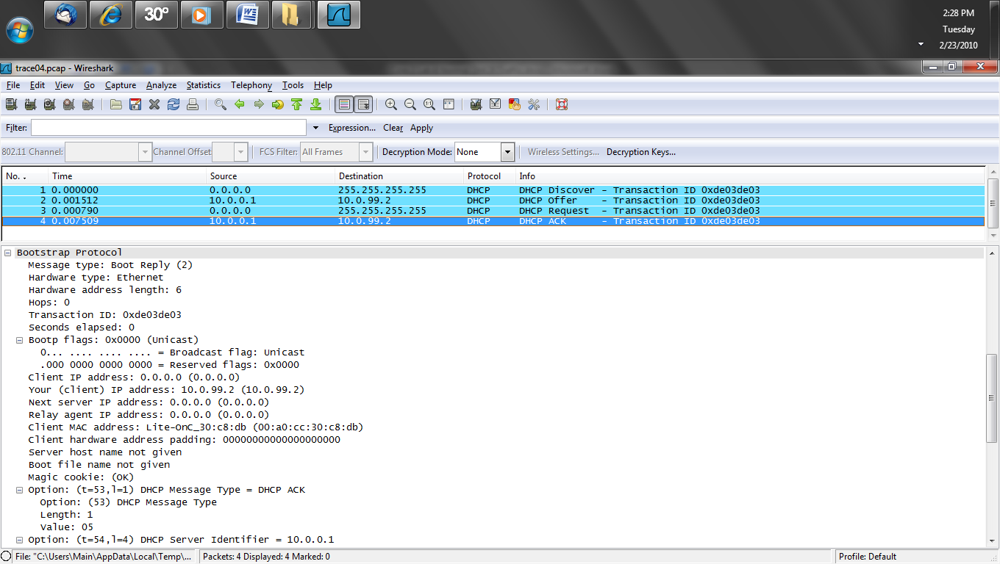 30°
2:28 PM
Tuesday
2/23/2010
trace04.pcap - Wireshark
File Edit View Go Capture Analyze Statistics Telephony Tools Help
Filter: Expression... Clear Apply
802.11 Channel: Channel Offset: FCS Filter: All Frames Decryption Mode: None Wireless Settings... Decryption Keys...
No. . Time Source Destination Protocol Info
1 0.000000 0.0.0.0 255.255.255.255 DHCP DHCP Discover - Transaction ID 0xde03de03
2 0.001512 10.0.0.1 10.0.99.2 DHCP DHCP Offer - Transaction ID 0xde03de03
3 0.000790 0.0.0.0 255.255.255.255 DHCP DHCP Request - Transaction ID 0xde03de03
4 0.007509 10.0.0.1 10.0.99.2 DHCP DHCP ACK - Transaction ID 0xde03de03
Bootstrap Protocol
Message type: Boot Reply (2)
Hardware type: Ethernet
Hardware address length: 6
Hops: 0
Transaction ID: 0xde03de03
Seconds elapsed: 0
Bootp flags: 0x0000 (Unicast)
0... .... .... .... = Broadcast flag: Unicast
.000 0000 0000 0000 = Reserved flags: 0x0000
Client IP address: 0.0.0.0 (0.0.0.0)
Your (client) IP address: 10.0.99.2 (10.0.99.2)
Next server IP address: 0.0.0.0 (0.0.0.0)
Relay agent IP address: 0.0.0.0 (0.0.0.0)
Client MAC address: Lite-OnC_30:c8:db (00:a0:cc:30:c8:db)
Client hardware address padding: 00000000000000000000
Server host name not given
Boot file name not given
Magic cookie: (OK)
Option: (t=53,l=1) DHCP Message Type = DHCP ACK
Option: (53) DHCP Message Type
Length: 1
Value: 05
Option: (t=54,l=4) DHCP Server Identifier = 10.0.0.1
File: "C:\Users\Main\AppData\Local\Temp\... Packets: 4 Displayed: 4 Marked: 0 Profile: Default